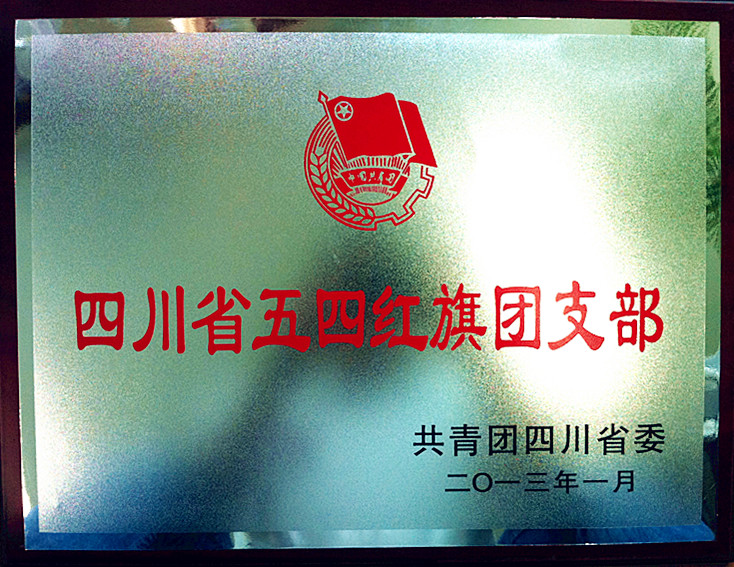 中国共青团
四川省五四红旗团支部
共青团四川省委
二〇一三年一月